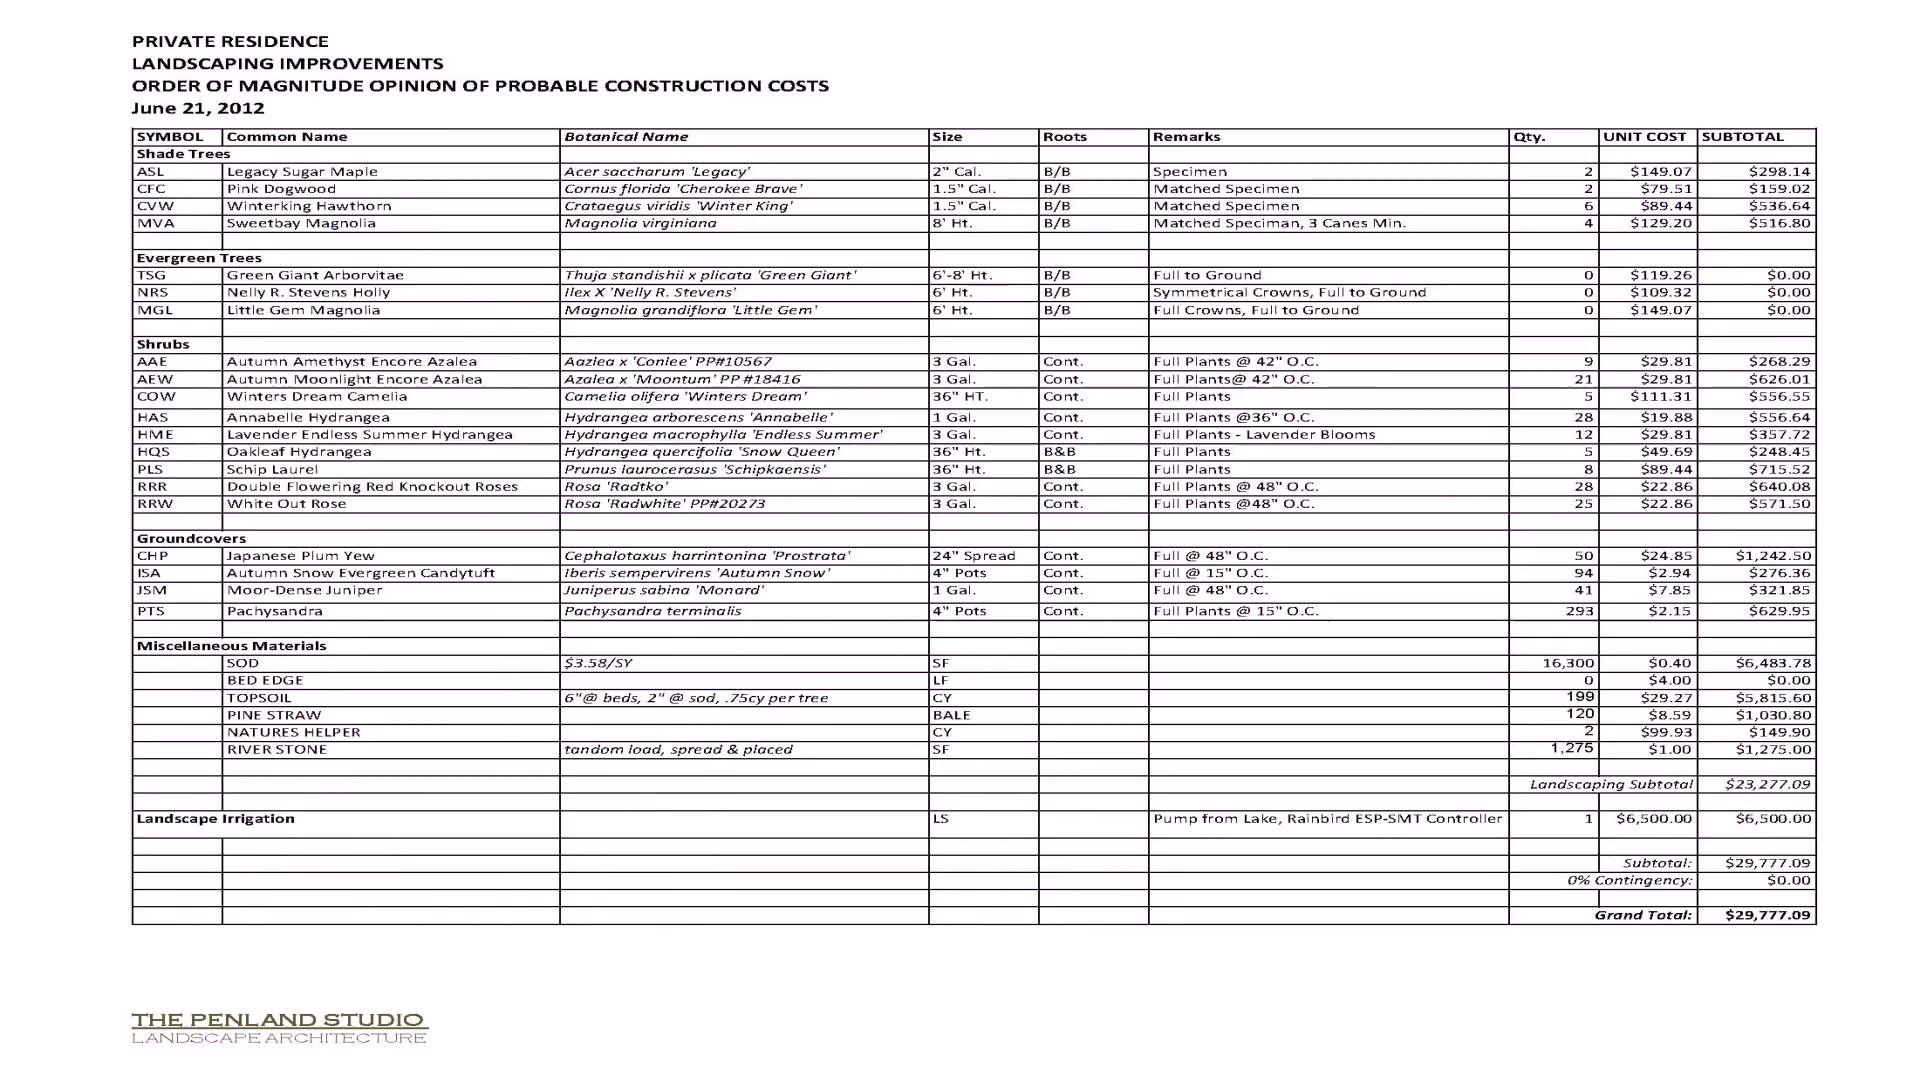 PRIVATE RESIDENCE
LANDSCAPING IMPROVEMENTS
ORDER OF MAGNITUDE OPINION OF PROBABLE CONSTRUCTION COSTS
June 21, 2012
SYMBOL Common Name Botanical Name Size Roots Remarks Qty. UNIT COST SUBTOTAL
Shade Trees
ASL Legacy Sugar Maple Acer saccharum 'Legacy' 2" Cal. B/B Specimen 2 $149.07 $298.14
CFC Pink Dogwood Cornus florida 'Cherokee Brave' 1.5" Cal. B/B Matched Specimen 2 $79.51 $159.02
CVW Winterking Hawthorn Crataegus viridis 'Winter King' 1.5" Cal. B/B Matched Specimen 6 $89.44 $536.64
MVA Sweetbay Magnolia Magnolia virginiana 8' Ht. B/B Matched Speciman, 3 Canes Min. 4 $129.20 $516.80
Evergreen Trees
TSG Green Giant Arborvitae Thuja standishii x plicata 'Green Giant' 6'-8' Ht. B/B Full to Ground 0 $119.26 $0.00
NRS Nelly R. Stevens Holly Ilex X 'Nelly R. Stevens' 6' Ht. B/B Symmetrical Crowns, Full to Ground 0 $109.32 $0.00
MGL Little Gem Magnolia Magnolia grandiflora 'Little Gem' 6' Ht. B/B Full Crowns, Full to Ground 0 $149.07 $0.00
Shrubs
AAE Autumn Amethyst Encore Azalea Aazlea x 'Conlee' PP#10567 3 Gal. Cont. Full Plants @ 42" O.C. 9 $29.81 $268.29
AEW Autumn Moonlight Encore Azalea Azalea x 'Moontum' PP #18416 3 Gal. Cont. Full Plants@ 42" O.C. 21 $29.81 $626.01
COW Winters Dream Camelia Camelia olifera 'Winters Dream' 36" HT. Cont. Full Plants 5 $111.31 $556.55
HAS Annabelle Hydrangea Hydrangea arborescens 'Annabelle' 1 Gal. Cont. Full Plants @36" O.C. 28 $19.88 $556.64
HME Lavender Endless Summer Hydrangea Hydrangea macrophylla 'Endless Summer' 3 Gal. Cont. Full Plants - Lavender Blooms 12 $29.81 $357.72
HQS Oakleaf Hydrangea Hydrangea quercifolia 'Snow Queen' 36" Ht. B&B Full Plants 5 $49.69 $248.45
PLS Schip Laurel Prunus laurocerasus 'Schipkaensis' 36" Ht. B&B Full Plants 8 $89.44 $715.52
RRR Double Flowering Red Knockout Roses Rosa 'Radtko' 3 Gal. Cont. Full Plants @ 48" O.C. 28 $22.86 $640.08
RRW White Out Rose Rosa 'Radwhite' PP#20273 3 Gal. Cont. Full Plants @48" O.C. 25 $22.86 $571.50
Groundcovers
CHP Japanese Plum Yew Cephalotaxus harrintonina 'Prostrata' 24" Spread Cont. Full @ 48" O.C. 50 $24.85 $1,242.50
ISA Autumn Snow Evergreen Candytuft Iberis sempervirens 'Autumn Snow' 4" Pots Cont. Full @ 15" O.C. 94 $2.94 $276.36
JSM Moor-Dense Juniper Juniperus sabina 'Monard' 1 Gal. Cont. Full @ 48" O.C. 41 $7.85 $321.85
PTS Pachysandra Pachysandra terminalis 4" Pots Cont. Full Plants @ 15" O.C. 293 $2.15 $629.95
Miscellaneous Materials
SOD $3.58/SY SF 16,300 $0.40 $6,483.78
BED EDGE LF 0 $4.00 $0.00
TOPSOIL 6"@ beds, 2" @ sod, .75cy per tree CY 199 $29.27 $5,815.60
PINE STRAW BALE 120 $8.59 $1,030.80
NATURES HELPER CY 2 $99.93 $149.90
RIVER STONE tandom load, spread & placed SF 1,275 $1.00 $1,275.00
Landscaping Subtotal $23,277.09
Landscape Irrigation LS Pump from Lake, Rainbird ESP-SMT Controller 1 $6,500.00 $6,500.00
Subtotal: $29,777.09
0% Contingency: $0.00
Grand Total: $29,777.09
THE PENLAND STUDIO
LANDSCAPE ARCHITECTURE